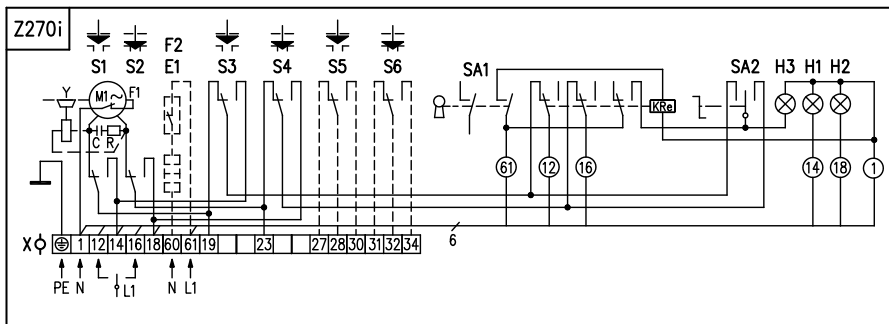 Z270i
F2
S1 S2 E1 S3 S4 S5 S6 SA1 SA2 H3 H1 H2
Y M1 ~ F1 KRe
C R
61 12 16 14 18 1
X 1 12 14 16 18 60 61 19 23 27 28 30 31 32 34 6
PE N L1 N L1